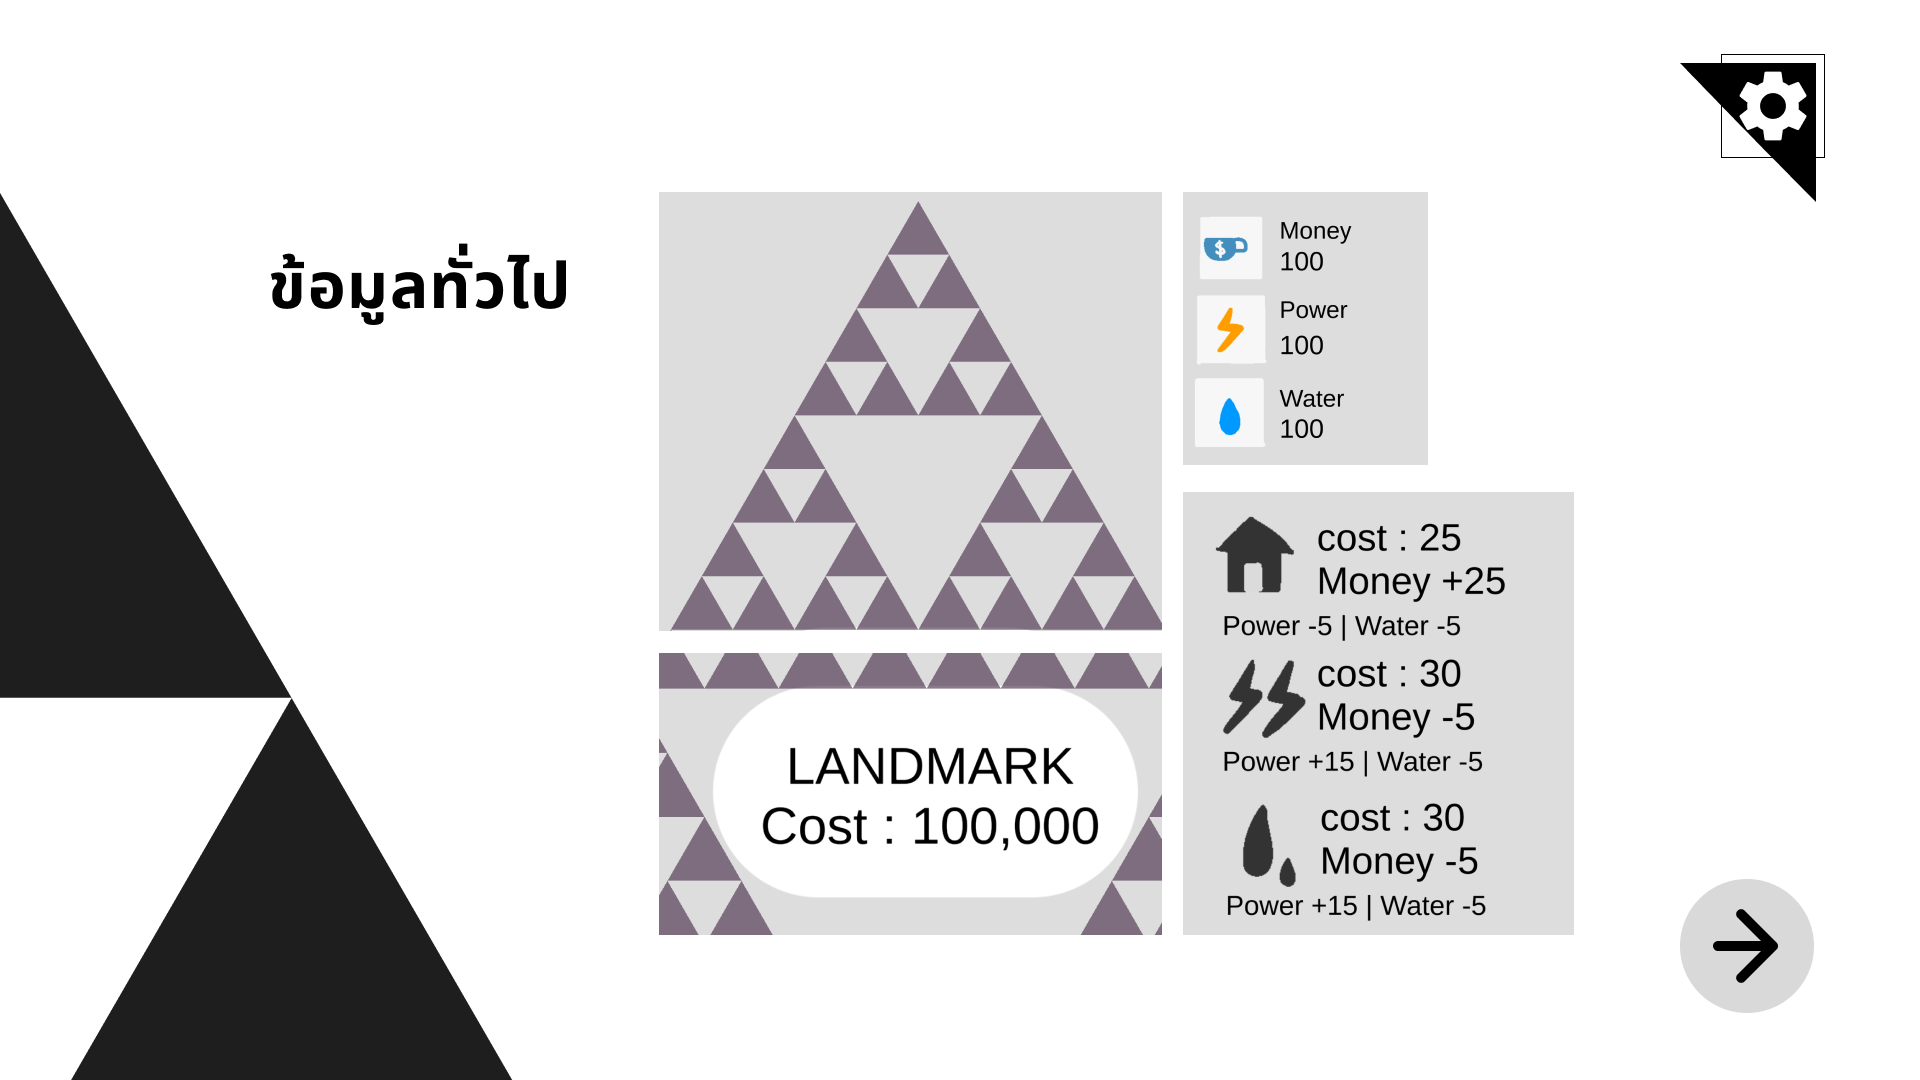 ข้อมูลทั่วไป
Money
100
Power
100
Water
100
cost : 25
Money +25
Power -5 | Water -5
cost : 30
Money -5
Power +15 | Water -5
cost : 30
Money -5
Power +15 | Water -5
LANDMARK
Cost : 100,000